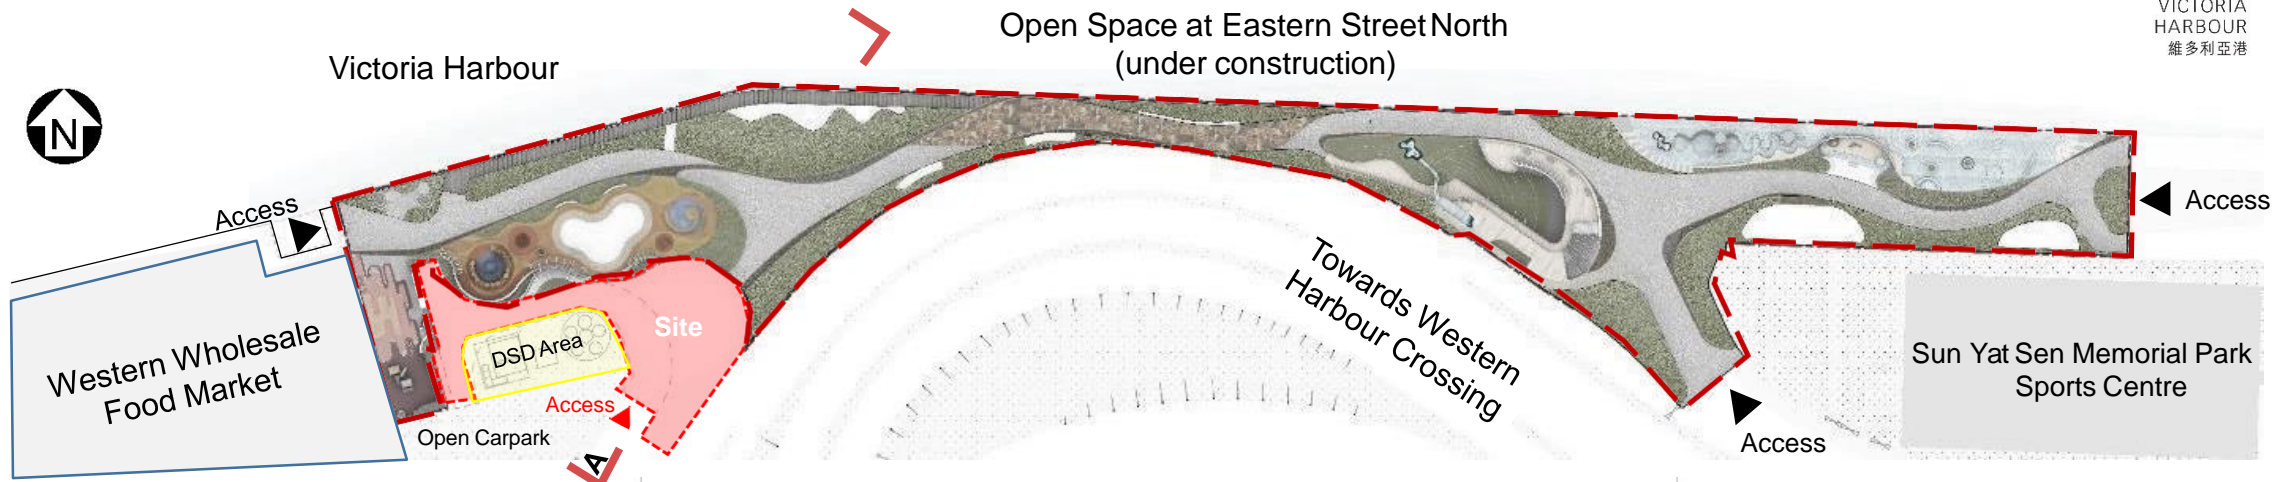 VICTORIA
HARBOUR
維多利亞港
Open Space at Eastern Street North
(under construction)
Victoria Harbour
N
Access
Access
Western Wholesale
Food Market
DSD Area
Site
Access
Open Carpark
A
Towards Western
Harbour Crossing
Sun Yat Sen Memorial Park
Sports Centre
Access